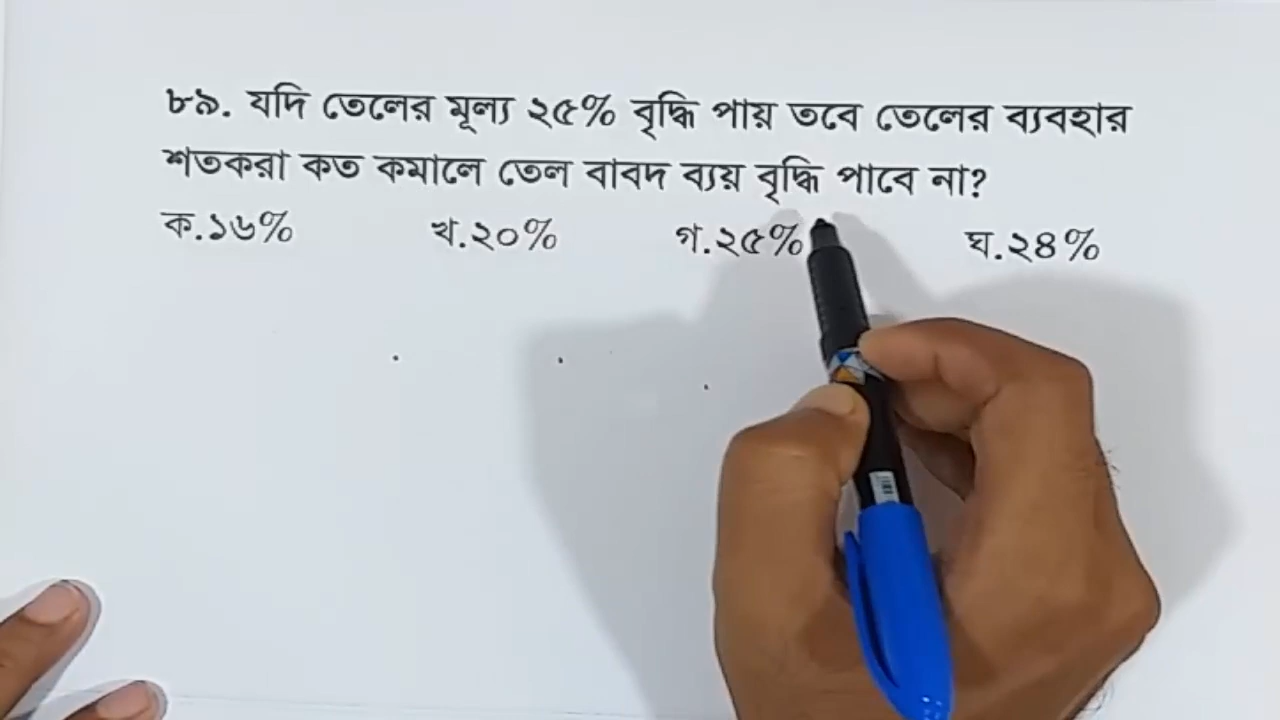 ৮৯. যদি তেলের মূল্য ২৫% বৃদ্ধি পায় তবে তেলের ব্যবহার
শতকরা কত কমালে তেল বাবদ ব্যয় বৃদ্ধি পাবে না?
ক.১৬% খ.২০% গ.২৫% ঘ.২৪%